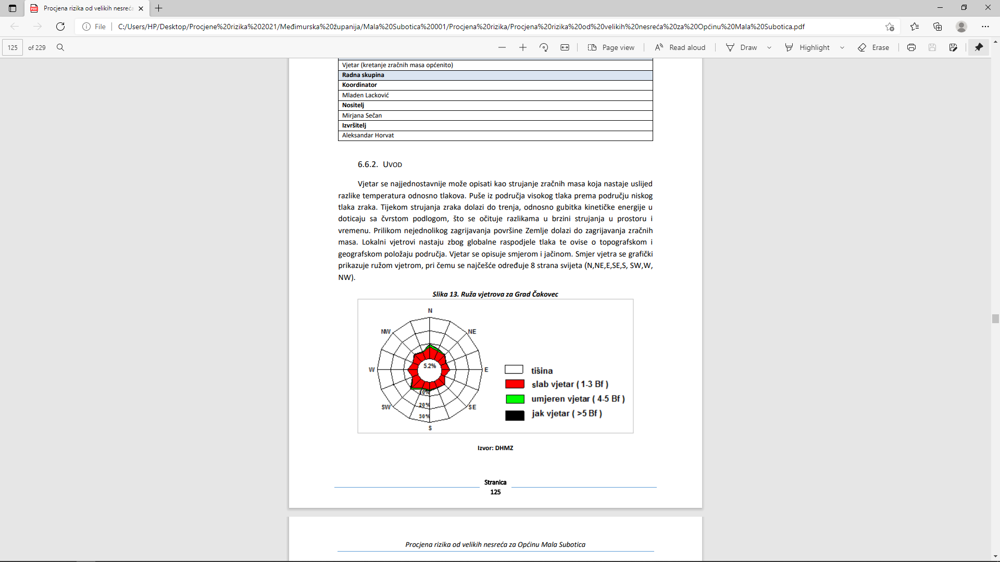 Procjena rizika od velikih nesreća
File
C:/Users/HP/Desktop/Procjene%20rizika%202021/Međimurska%20županija/Mala%20Subotica%20001/Procjena%20rizika/Procjena%20rizika%20od%20velikih%20nesreća%20za%20Općinu%20Mala%20Subotica.pdf
125 of 229
Page view
Read aloud
Draw
Highlight
Erase
Vjetar (kretanje zračnih masa općenito)
Radna skupina
Koordinator
Mladen Lacković
Nositelj
Mirjana Sečan
Izvršitelj
Aleksandar Horvat
6.6.2. UVOD
Vjetar se najjednostavnije može opisati kao strujanje zračnih masa koja nastaje uslijed
razlike temperatura odnosno tlakova. Puše iz područja visokog tlaka prema području niskog
tlaka zraka. Tijekom strujanja zraka dolazi do trenja, odnosno gubitka kinetičke energije u
doticaju sa čvrstom podlogom, što se očituje razlikama u brzini strujanja u prostoru i
vremenu. Prilikom nejednolikog zagrijavanja površine Zemlje dolazi do zagrijavanja zračnih
masa. Lokalni vjetrovi nastaju zbog globalne raspodjele tlaka te ovise o topografskom i
geografskom položaju područja. Vjetar se opisuje smjerom i jačinom. Smjer vjetra se grafički
prikazuje ružom vjetrom, pri čemu se najčešće određuje 8 strana svijeta (N,NE,E,SE,S, SW,W,
NW).
Slika 13. Ruža vjetrova za Grad Čakovec
N
NW
NE
5.2%
W
E
10%
20%
SW
SE
30%
S
tišina
slab vjetar ( 1-3 Bf )
umjeren vjetar ( 4-5 Bf )
jak vjetar ( >5 Bf )
Izvor: DHMZ
Stranica
125
Procjena rizika od velikih nesreća za Općinu Mala Subotica